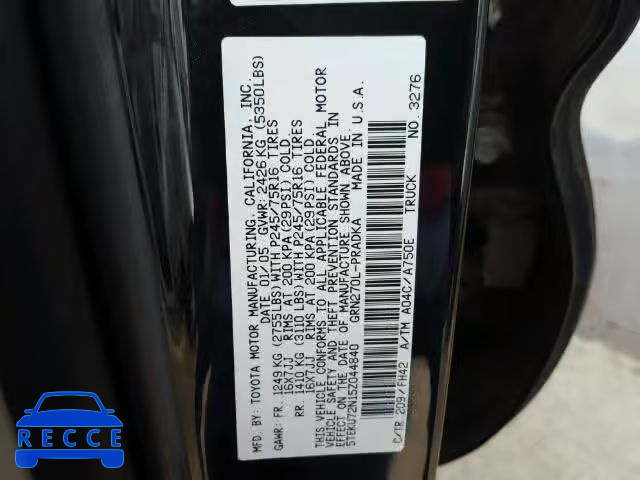 MFD. BY: TOYOTA MOTOR MANUFACTURING, CALIFORNIA, INC.
DATE 01/05 GVWR: 2426 KG (5350LBS)
GAWR: FR. 1249 KG (2755LBS) WITH P245/75R16 TIRES
16X7JJ RIMS AT 200 KPA (29PSI) COLD
RR. 1410 KG (3110 LBS) WITH P245/75R16 TIRES
16X7JJ RIMS AT 200 KPA (29PSI) COLD
THIS VEHICLE CONFORMS TO ALL APPLICABLE FEDERAL MOTOR
VEHICLE SAFETY AND THEFT PREVENTION STANDARDS IN
EFFECT ON THE DATE OF MANUFACTURE SHOWN ABOVE.
5TEKU72N15Z044840 GRN270L-PRADKA MADE IN U.S.A.
C/TR 209/FH42 A/TM A04C/A750E TRUCK NO. 3276
RECCE